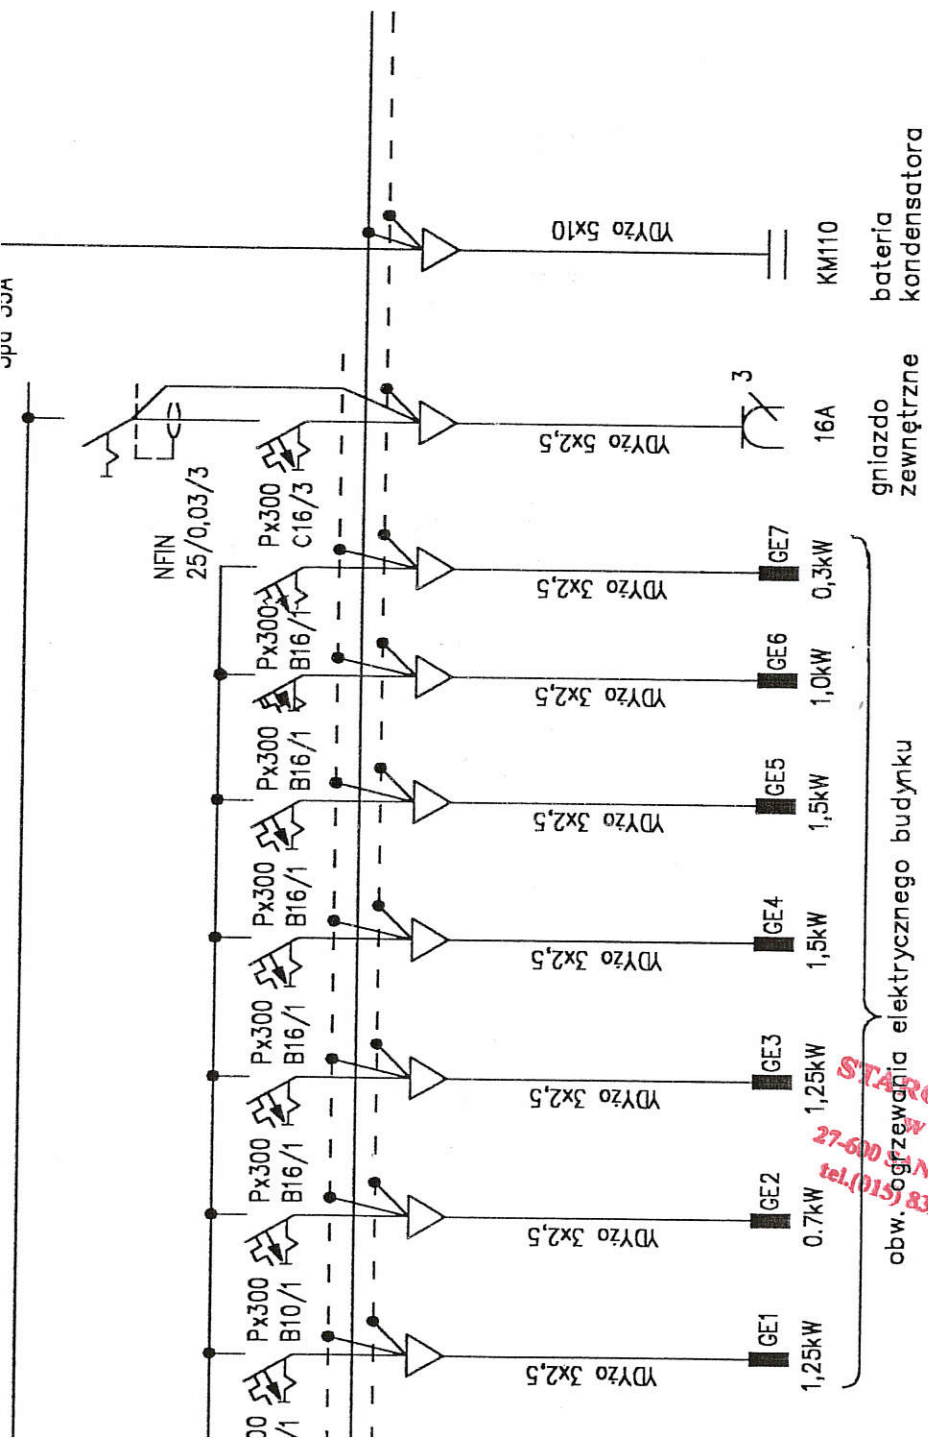 bateria
kondensatora
KM110
YDYżo 5x10
gniazdo
zewnętrzne
16A
3
YDYżo 5x2,5
NFIN
25/0,03/3
Px300
C16/3
GE7
0,3kW
YDYżo 3x2,5
Px300
B16/1
GE6
1,0kW
YDYżo 3x2,5
Px300
B16/1
GE5
1,5kW
YDYżo 3x2,5
Px300
B16/1
GE4
1,5kW
YDYżo 3x2,5
Px300
B16/1
GE3
1,25kW
YDYżo 3x2,5
Px300
B16/1
GE2
0.7kW
YDYżo 3x2,5
Px300
B10/1
GE1
1,25kW
YDYżo 3x2,5
obw. ogrzewania elektrycznego budynku
w
27-600
tel.(015) 83